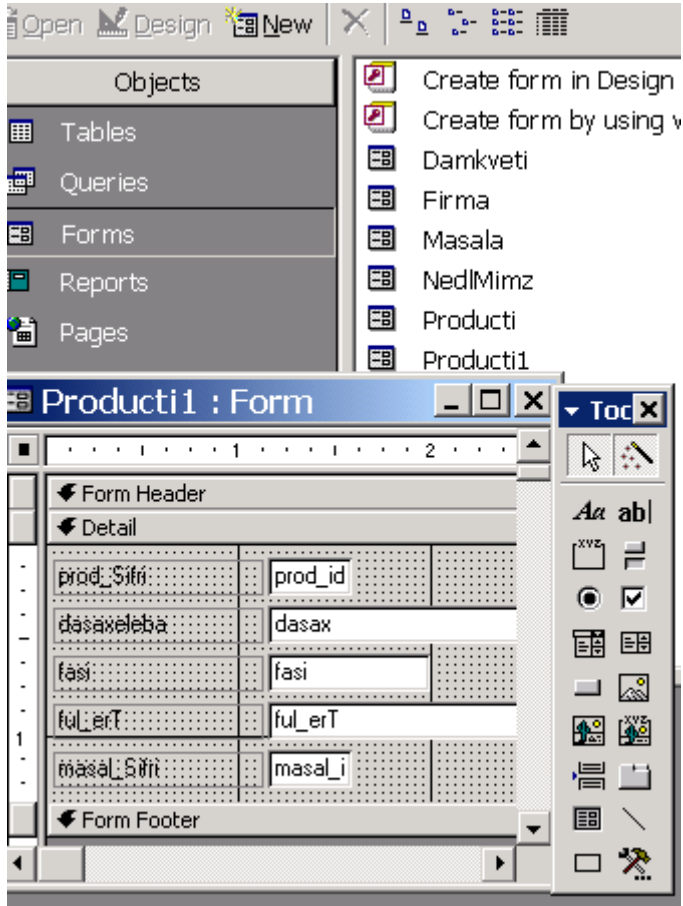 Open Design New
Objects
Tables
Queries
Forms
Reports
Pages
Create form in Design
Create form by using
Damkveti
Firma
Masala
NedlMimz
Producti
Producti1
Producti1 : Form
1 2
Form Header
Detail
prod_Sifri prod_id
dasaxeleba dasax
fasi fasi
ful_erT ful_erT
1
masal_Sifri masal_i
Form Footer
Toc
Aa ab|
XYZ
XYZ